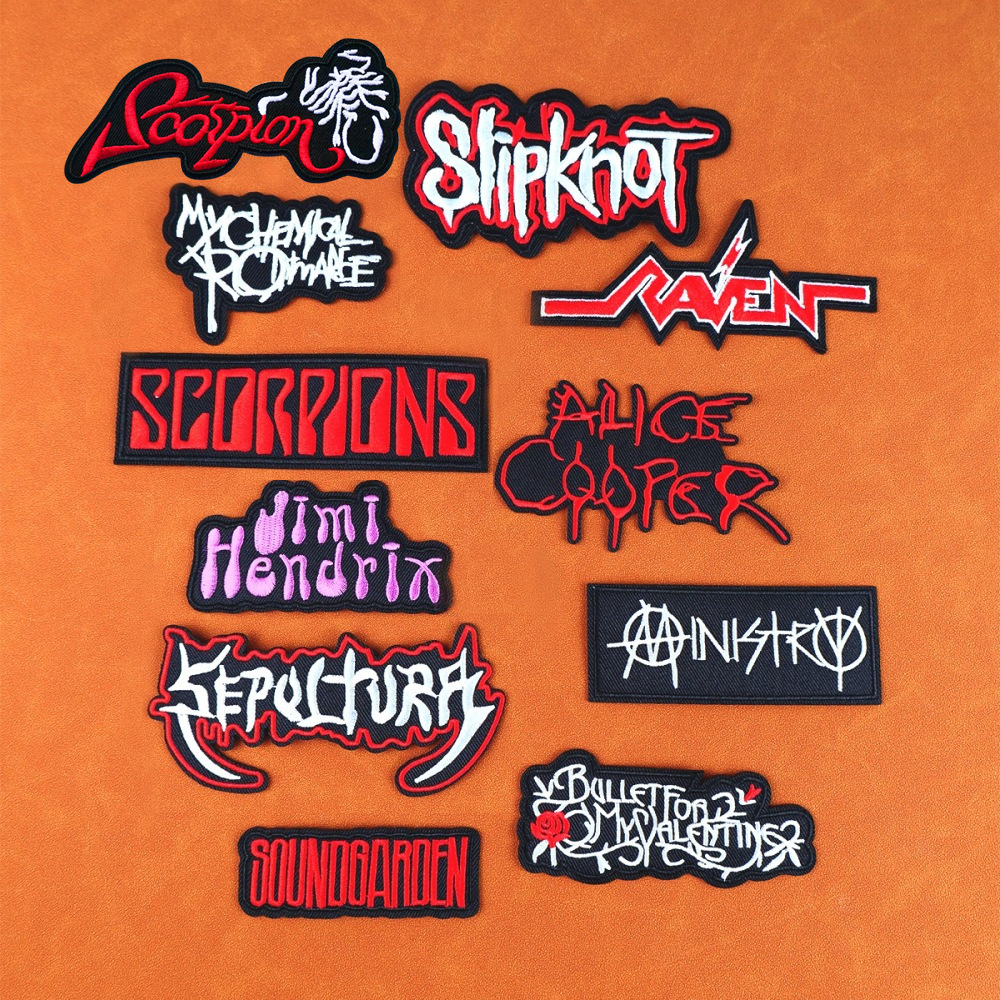 Scorpion
Slipknot
MY CHEMICAL
ROMANCE
RAVEN
SCORPIONS
ALICE
COOPER
Jimi
Hendrix
MINISTRY
SEPULTURA
BULLET FOR
MY VALENTINE
SOUNDGARDEN